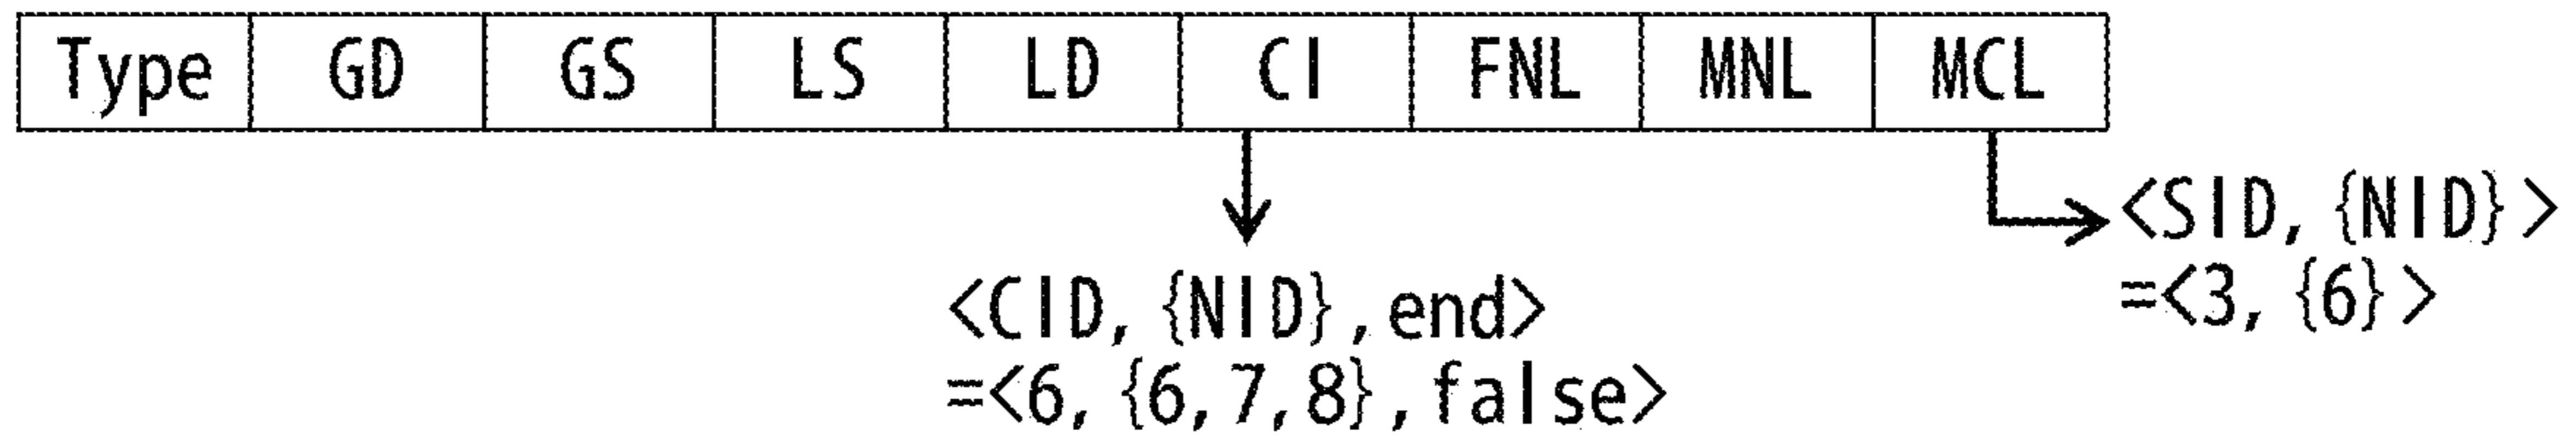 Type GD GS LS LD CI FNL MNL MCL
<SID, {NID}>
=<3, {6}>
<CID, {NID}, end>
=<6, {6,7,8}, false>